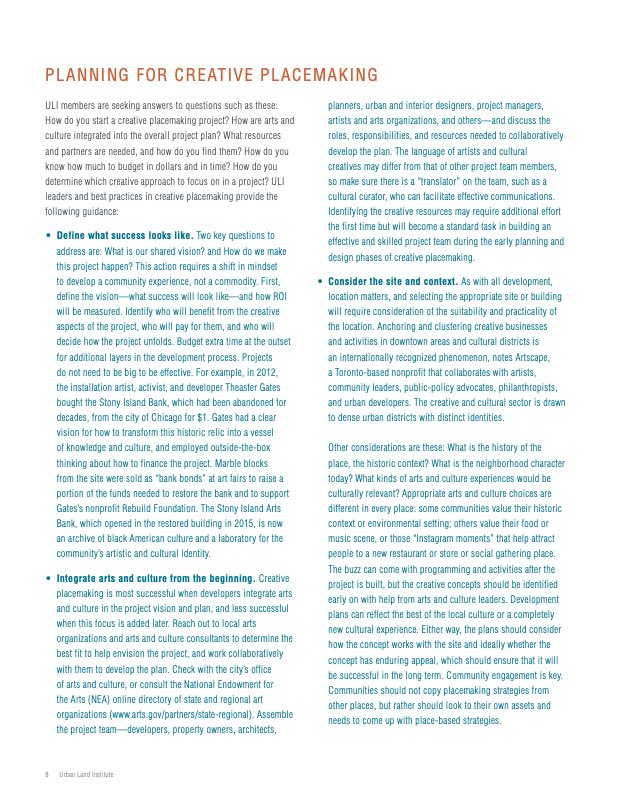 PLANNING FOR CREATIVE PLACEMAKING
ULI members are seeking answers to questions such as these:
How do you start a creative placemaking project? How are arts and
culture integrated into the overall project plan? What resources
and partners are needed, and how do you find them? How do you
know how much to budget in dollars and in time? How do you
determine which creative approach to focus on in a project? ULI
leaders and best practices in creative placemaking provide the
following guidance:
• Define what success looks like. Two key questions to
address are: What is our shared vision? and How do we make
this project happen? This action requires a shift in mindset
to develop a community experience, not a commodity. First,
define the vision—what success will look like—and how ROI
will be measured. Identify who will benefit from the creative
aspects of the project, who will pay for them, and who will
decide how the project unfolds. Budget extra time at the outset
for additional layers in the development process. Projects
do not need to be big to be effective. For example, in 2012,
the installation artist, activist, and developer Theaster Gates
bought the Stony Island Bank, which had been abandoned for
decades, from the city of Chicago for $1. Gates had a clear
vision for how to transform this historic relic into a vessel
of knowledge and culture, and employed outside-the-box
thinking about how to finance the project. Marble blocks
from the site were sold as “bank bonds” at art fairs to raise a
portion of the funds needed to restore the bank and to support
Gates’s nonprofit Rebuild Foundation. The Stony Island Arts
Bank, which opened in the restored building in 2015, is now
an archive of black American culture and a laboratory for the
community’s artistic and cultural identity.
• Integrate arts and culture from the beginning. Creative
placemaking is most successful when developers integrate arts
and culture in the project vision and plan, and less successful
when this focus is added later. Reach out to local arts
organizations and arts and culture consultants to determine the
best fit to help envision the project, and work collaboratively
with them to develop the plan. Check with the city’s office
of arts and culture, or consult the National Endowment for
the Arts (NEA) online directory of state and regional art
organizations (www.arts.gov/partners/state-regional). Assemble
the project team—developers, property owners, architects,
planners, urban and interior designers, project managers,
artists and arts organizations, and others—and discuss the
roles, responsibilities, and resources needed to collaboratively
develop the plan. The language of artists and cultural
creatives may differ from that of other project team members,
so make sure there is a “translator” on the team, such as a
cultural curator, who can facilitate effective communications.
Identifying the creative resources may require additional effort
the first time but will become a standard task in building an
effective and skilled project team during the early planning and
design phases of creative placemaking.
• Consider the site and context. As with all development,
location matters, and selecting the appropriate site or building
will require consideration of the suitability and practicality of
the location. Anchoring and clustering creative businesses
and activities in downtown areas and cultural districts is
an internationally recognized phenomenon, notes Artscape,
a Toronto-based nonprofit that collaborates with artists,
community leaders, public-policy advocates, philanthropists,
and urban developers. The creative and cultural sector is drawn
to dense urban districts with distinct identities.
Other considerations are these: What is the history of the
place, the historic context? What is the neighborhood character
today? What kinds of arts and culture experiences would be
culturally relevant? Appropriate arts and culture choices are
different in every place: some communities value their historic
context or environmental setting; others value their food or
music scene, or those “Instagram moments” that help attract
people to a new restaurant or store or social gathering place.
The buzz can come with programming and activities after the
project is built, but the creative concepts should be identified
early on with help from arts and culture leaders. Development
plans can reflect the best of the local culture or a completely
new cultural experience. Either way, the plans should consider
how the concept works with the site and ideally whether the
concept has enduring appeal, which should ensure that it will
be successful in the long term. Community engagement is key.
Communities should not copy placemaking strategies from
other places, but rather should look to their own assets and
needs to come up with place-based strategies.
8 Urban Land Institute